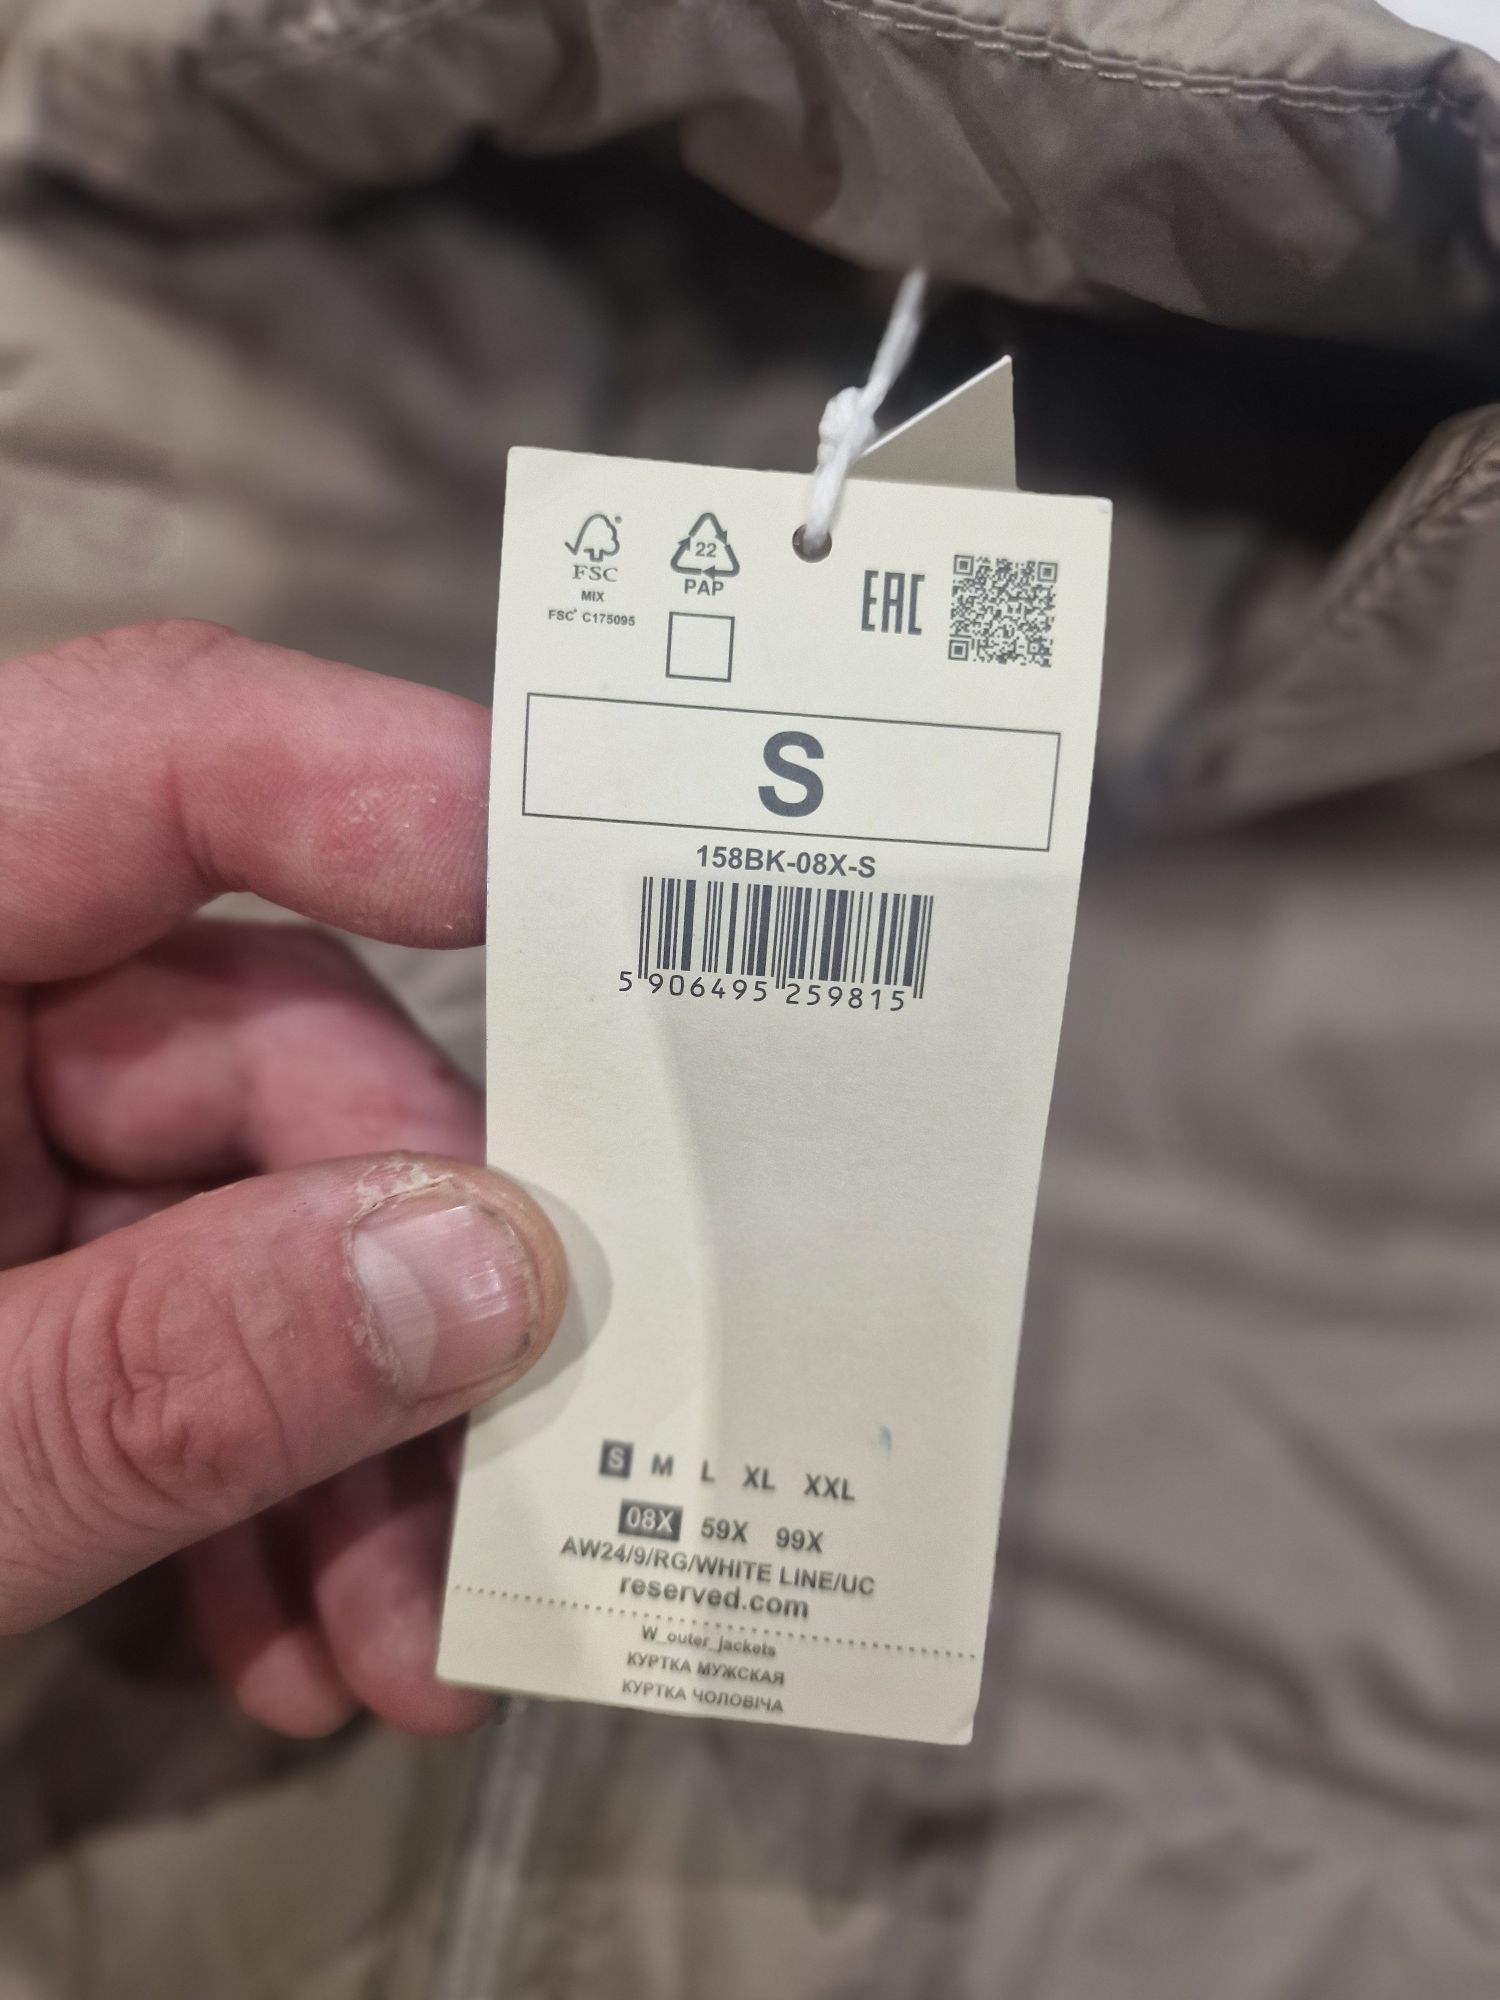 FSC
MIX
FSC® C175095
22
PAP
EAC
S
158BK-08X-S
5 906495 259815
S M L XL XXL
08X 59X 99X
AW24/9/RG/WHITE LINE/UC
reserved.com
W_outer_jackets
КУРТКА МУЖСКАЯ
КУРТКА ЧОЛОВІЧА